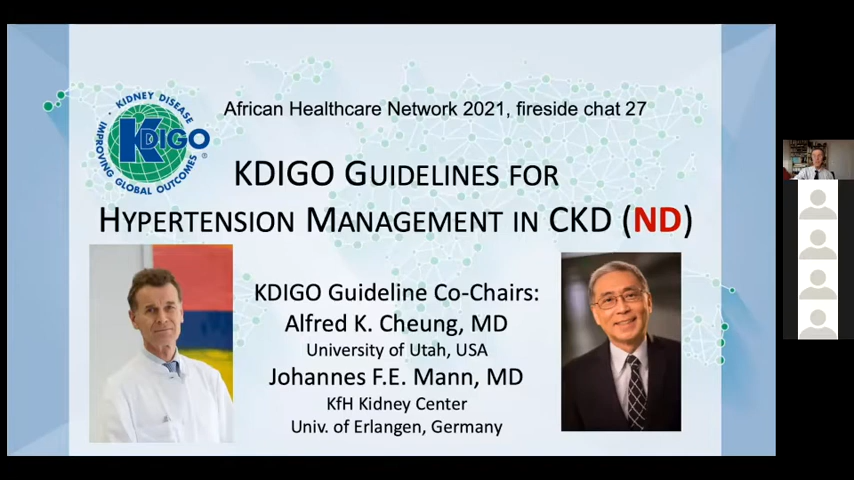 African Healthcare Network 2021, fireside chat 27
KIDNEY DISEASE
IMPROVING GLOBAL OUTCOMES
KDIGO
®
KDIGO GUIDELINES FOR
HYPERTENSION MANAGEMENT IN CKD (ND)
KDIGO Guideline Co-Chairs:
Alfred K. Cheung, MD
University of Utah, USA
Johannes F.E. Mann, MD
KfH Kidney Center
Univ. of Erlangen, Germany